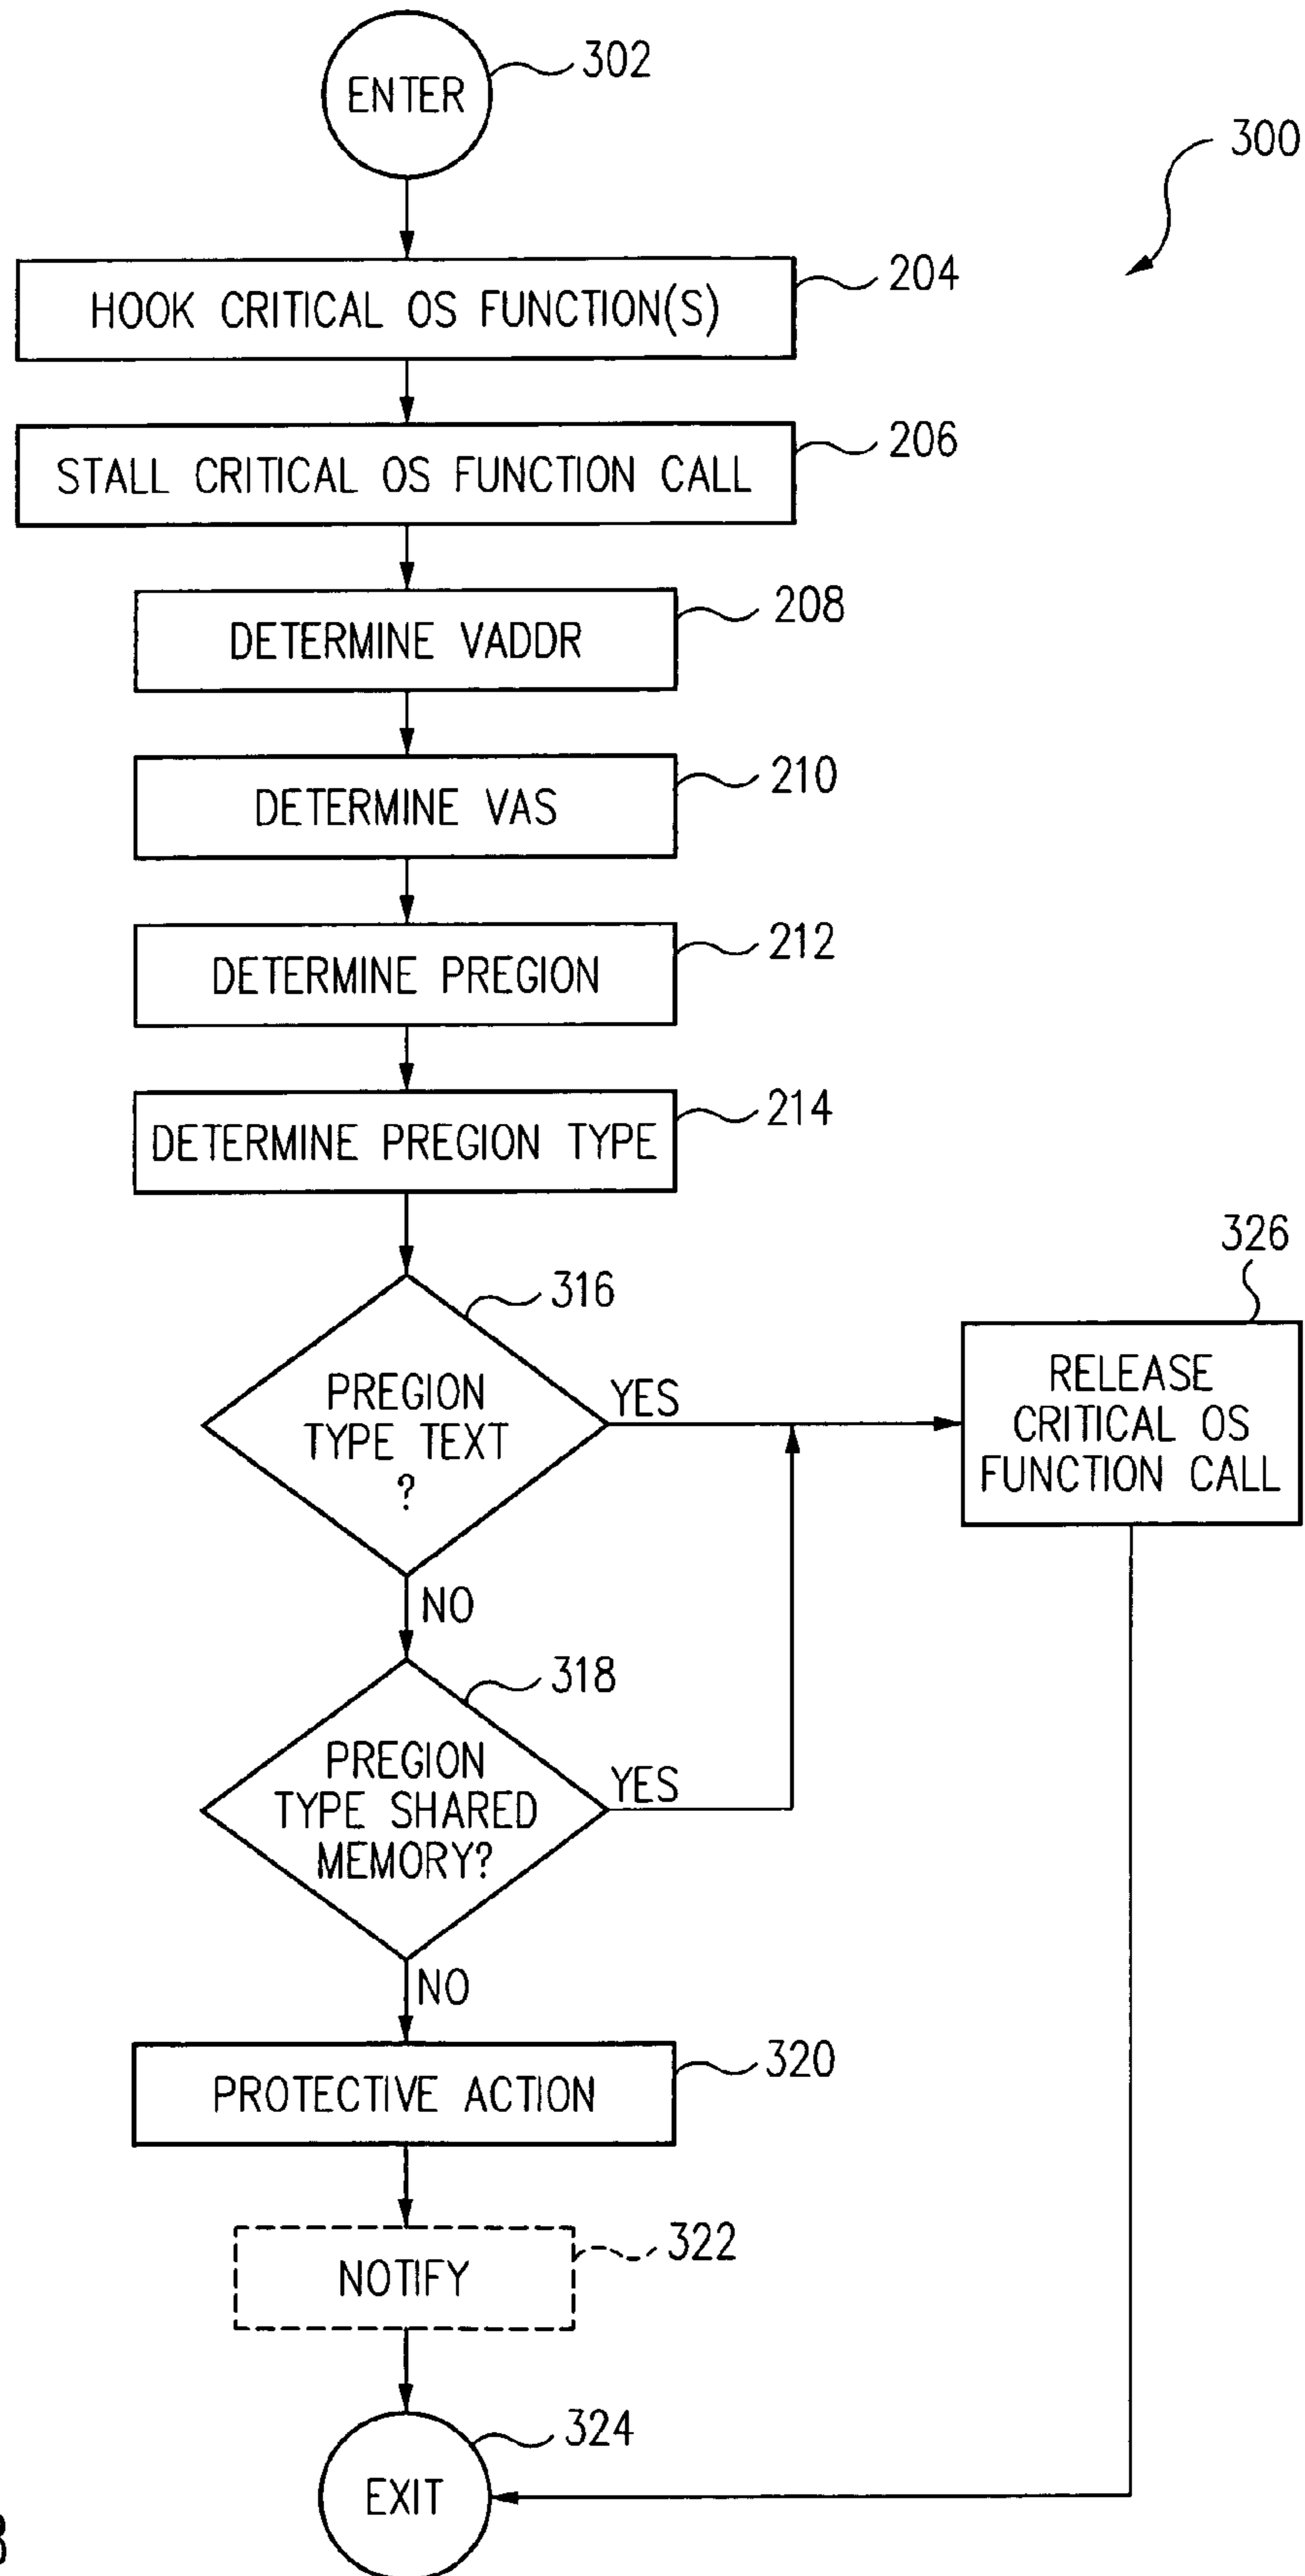 ENTER
302
300
HOOK CRITICAL OS FUNCTION(S)
204
STALL CRITICAL OS FUNCTION CALL
206
DETERMINE VADDR
208
DETERMINE VAS
210
DETERMINE PREGION
212
DETERMINE PREGION TYPE
214
316
PREGION
TYPE TEXT
?
YES
326
RELEASE
CRITICAL OS
FUNCTION CALL
NO
318
PREGION
TYPE SHARED
MEMORY?
YES
NO
PROTECTIVE ACTION
320
NOTIFY
322
EXIT
324